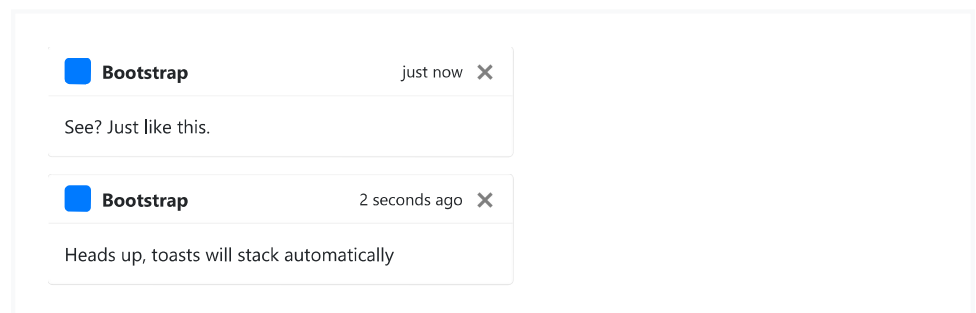 Bootstrap just now ×
See? Just like this.
Bootstrap 2 seconds ago ×
Heads up, toasts will stack automatically